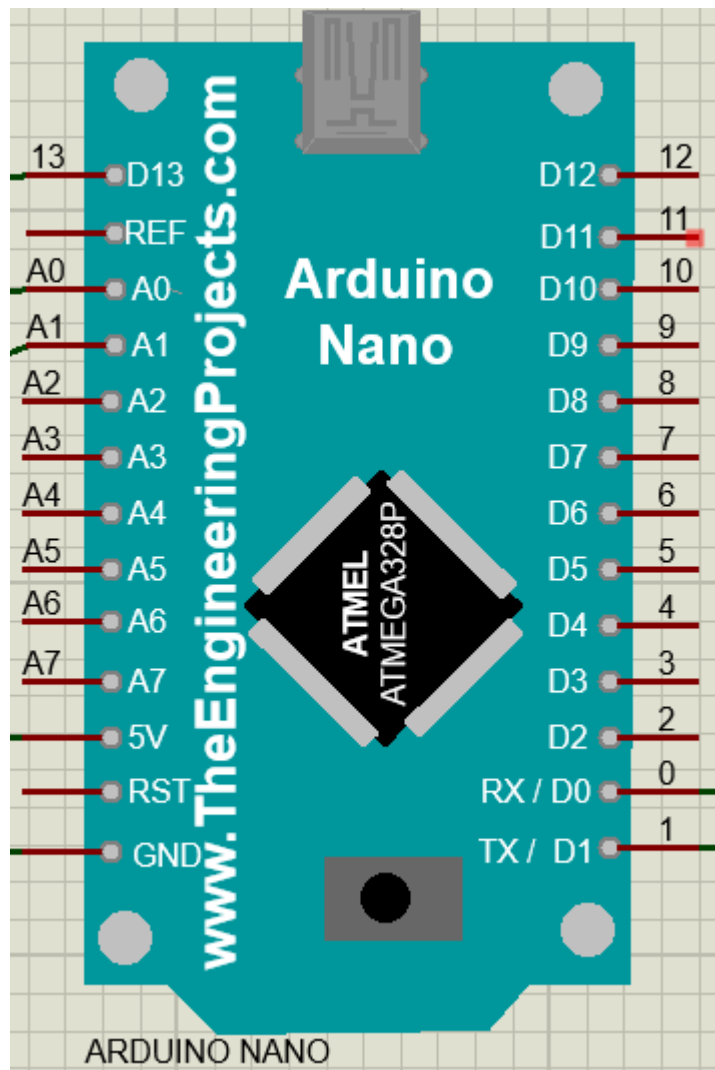 13
D13
REF
A0
A0
A1
A1
A2
A2
A3
A3
A4
A4
A5
A5
A6
A6
A7
A7
5V
RST
GND
www.TheEngineeringProjects.com
Arduino
Nano
ATMEL
ATMEGA328P
D12
12
D11
11
D10
10
D9
9
D8
8
D7
7
D6
6
D5
5
D4
4
D3
3
D2
2
RX / D0
0
TX / D1
1
ARDUINO NANO